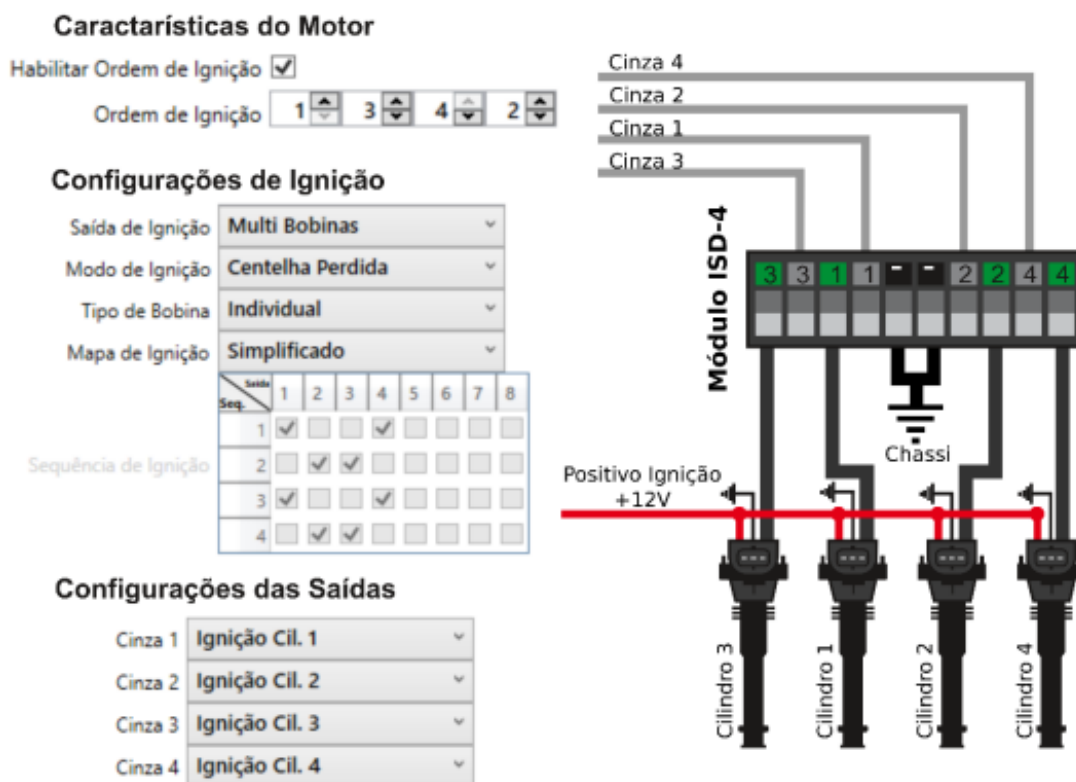 Caractarísticas do Motor
Habilitar Ordem de Ignição
Ordem de Ignição 1 3 4 2
Configurações de Ignição
Saída de Ignição Multi Bobinas
Modo de Ignição Centelha Perdida
Tipo de Bobina Individual
Mapa de Ignição Simplificado
Saída
Seq.
1 2 3 4 5 6 7 8
1
2
3
4
Sequência de Ignição
Configurações das Saídas
Cinza 1 Ignição Cil. 1
Cinza 2 Ignição Cil. 2
Cinza 3 Ignição Cil. 3
Cinza 4 Ignição Cil. 4
Cinza 4
Cinza 2
Cinza 1
Cinza 3
Módulo ISD-4
3 3 1 1 - - 2 2 4 4
Chassi
Positivo Ignição
+12V
Cilindro 3
Cilindro 1
Cilindro 2
Cilindro 4